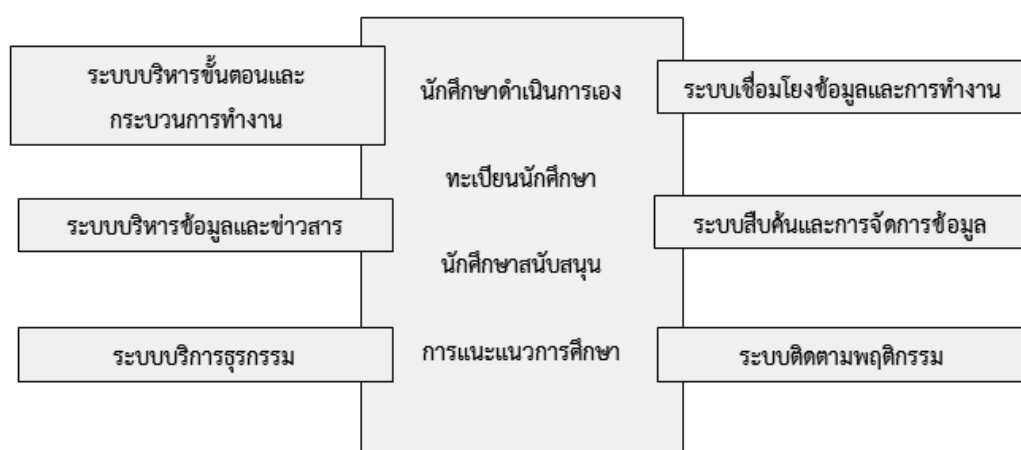 ระบบบริหารขั้นตอนและ
กระบวนการทำงาน
ระบบบริหารข้อมูลและข่าวสาร
ระบบบริการธุรกรรม
นักศึกษาดำเนินการเอง
ทะเบียนนักศึกษา
นักศึกษาสนับสนุน
การแนะแนวการศึกษา
ระบบเชื่อมโยงข้อมูลและการทำงาน
ระบบสืบค้นและการจัดการข้อมูล
ระบบติดตามพฤติกรรม